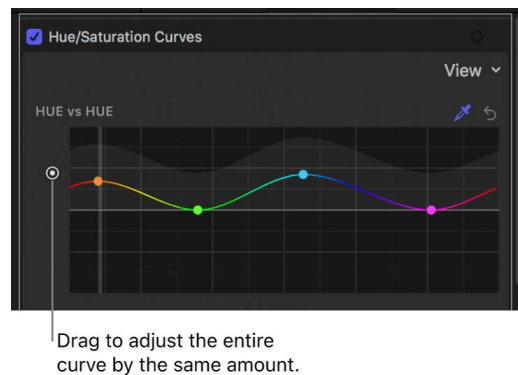 Hue/Saturation Curves
View
HUE vs HUE
Drag to adjust the entire
curve by the same amount.